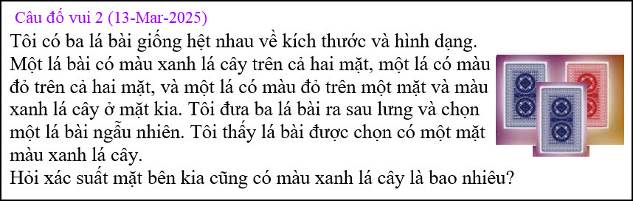 Câu đố vui 2 (13-Mar-2025)
Tôi có ba lá bài giống hệt nhau về kích thước và hình dạng.
Một lá bài có màu xanh lá cây trên cả hai mặt, một lá có màu
đỏ trên cả hai mặt, và một lá có màu đỏ trên một mặt và màu
xanh lá cây ở mặt kia. Tôi đưa ba lá bài ra sau lưng và chọn
một lá bài ngẫu nhiên. Tôi thấy lá bài được chọn có một mặt
màu xanh lá cây.
Hỏi xác suất mặt bên kia cũng có màu xanh lá cây là bao nhiêu?